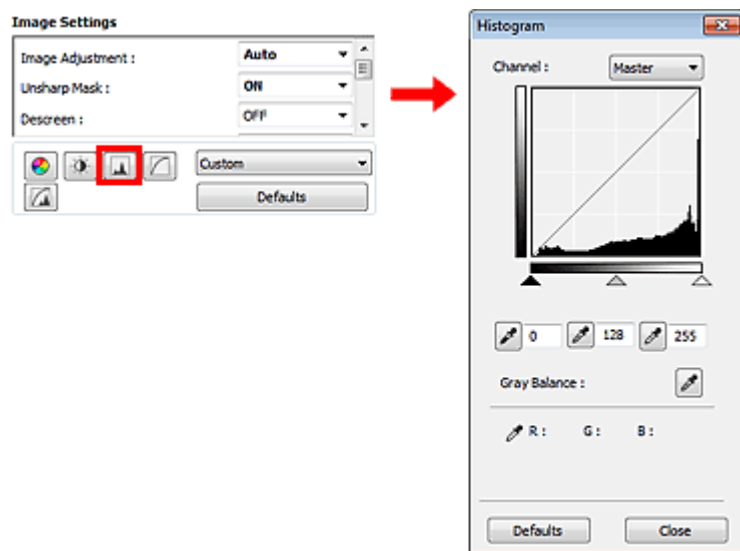 Image Settings
Image Adjustment :
Auto
Unsharp Mask :
ON
Descreen :
OFF
Custom
Defaults
Histogram
Channel :
Master
0
128
255
Gray Balance :
R :
G :
B :
Defaults
Close